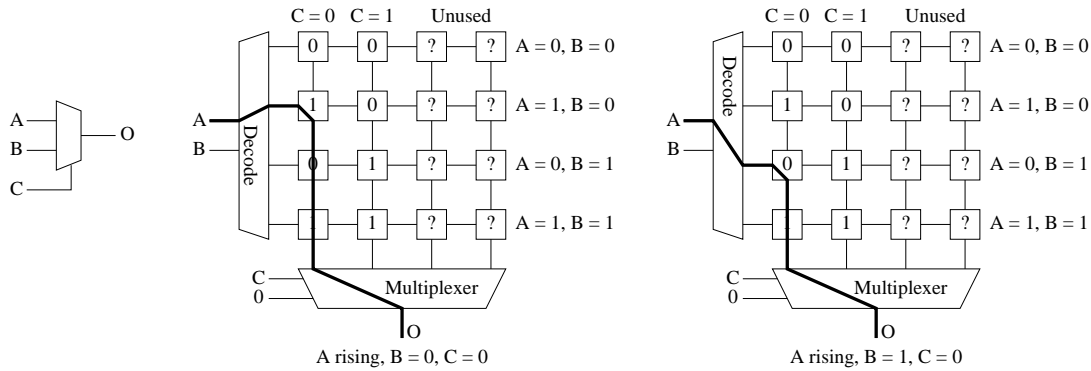 A
B
C
O
C = 0 C = 1 Unused
0 0 ? ? A = 0, B = 0
1 0 ? ? A = 1, B = 0
0 1 ? ? A = 0, B = 1
1 1 ? ? A = 1, B = 1
A
B
Decode
C
0
Multiplexer
O
A rising, B = 0, C = 0
C = 0 C = 1 Unused
0 0 ? ? A = 0, B = 0
1 0 ? ? A = 1, B = 0
0 1 ? ? A = 0, B = 1
1 1 ? ? A = 1, B = 1
A
B
Decode
C
0
Multiplexer
O
A rising, B = 1, C = 0